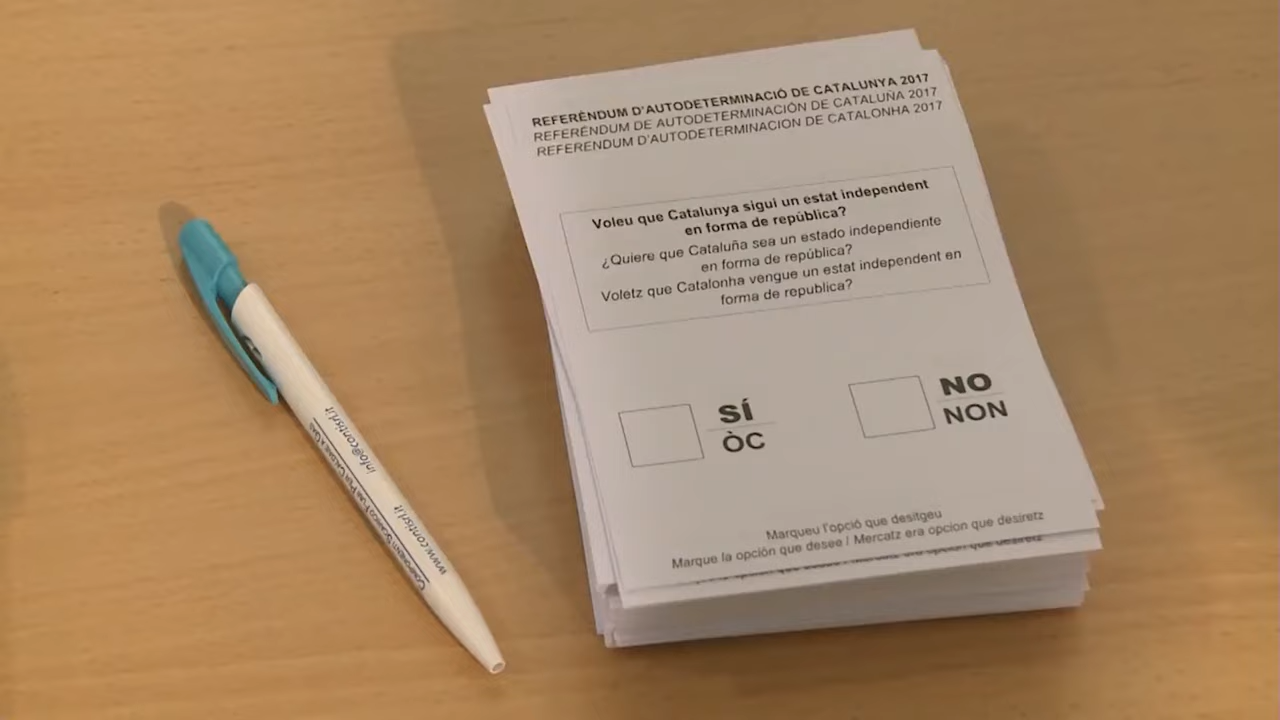 REFERÈNDUM D'AUTODETERMINACIÓ DE CATALUNYA 2017
REFERÉNDUM DE AUTODETERMINACIÓN DE CATALUÑA 2017
REFERENDUM D'AUTODETERMINACION DE CATALONHA 2017
Voleu que Catalunya sigui un estat independent
en forma de república?
¿Quiere que Cataluña sea un estado independiente
en forma de república?
Voletz que Catalonha vengue un estat independent en
forma de republica?
SÍ
ÒC
NO
NON
Marqueu l'opció que desitgeu
Marque la opción que desee / Mercatz era opcion que desiretz
info@contisrl.it
www.contisrl.it